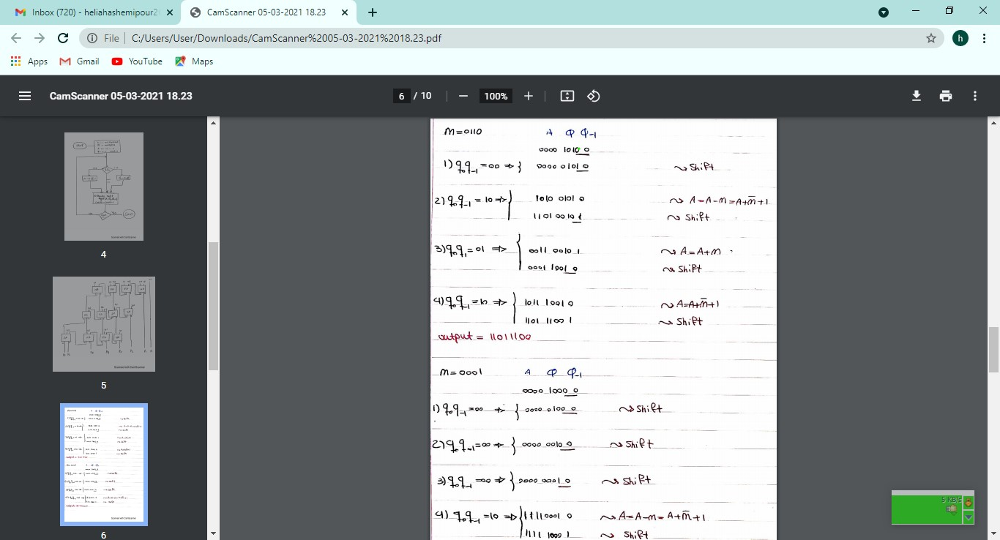 Inbox (720) - heliahashemipour2
CamScanner 05-03-2021 18.23
File | C:/Users/User/Downloads/CamScanner%2005-03-2021%2018.23.pdf
h
Apps Gmail YouTube Maps
CamScanner 05-03-2021 18.23
6 / 10
100%
4
5
6
M=0110 A Q Q-1
0000 1010 0
1) q0q-1 = 00 ⇒ } 0000 0101 0 ~ Shift
2) q0q-1 = 10 ⇒ { 1010 0101 0 ~ A=A-M=A+M̅+1
1101 0010 1 ~ Shift
3) q0q-1 = 01 ⇒ { 0011 0010 1 ~ A=A+M
0001 1001 0 ~ Shift
4) q0q-1 = 10 ⇒ { 1011 1001 0 ~ A=A+M̅+1
1101 1100 1 ~ Shift
output = 11011100
M=0001 A Q Q-1
0000 1000 0
1) q0q-1 = 00 ⇒ { 0000 0100 0 ~ Shift
2) q0q-1 = 00 ⇒ { 0000 0010 0 ~ Shift
3) q0q-1 = 00 ⇒ } 0000 0001 0 ~ Shift
4) q0q-1 = 10 ⇒ { 1111 0001 0 ~ A=A-M=A+M̅+1
1111 1000 1 ~ Shift
5 KB/s